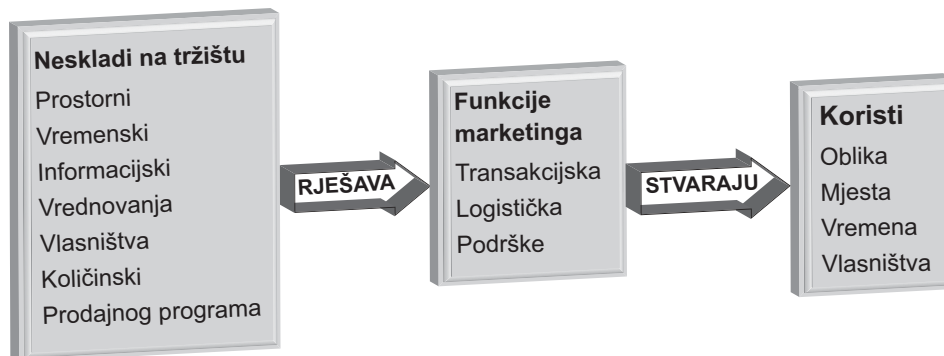 Neskladi na tržištu
Prostorni
Vremenski
Informacijski
Vrednovanja
Vlasništva
Količinski
Prodajnog programa
RJEŠAVA
Funkcije
marketinga
Transakcijska
Logistička
Podrške
STVARAJU
Koristi
Oblika
Mjesta
Vremena
Vlasništva